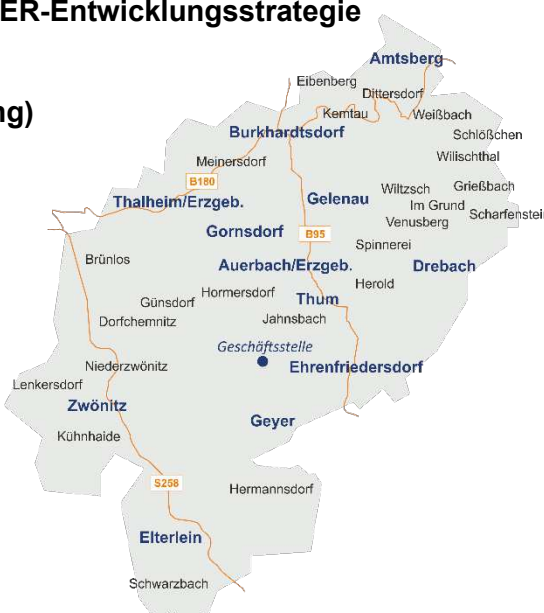 ER-Entwicklungsstrategie
ng)
Amtsberg
Eibenberg
Dittersdorf
Kemtau
Weißbach
Burkhardtsdorf
Schlößchen
Meinersdorf
Wilischthal
B180
Wiltzsch
Grießbach
Thalheim/Erzgeb.
Gelenau
Im Grund
Scharfenstein
Venusberg
Gornsdorf
B95
Spinnerei
Brünlos
Auerbach/Erzgeb.
Drebach
Herold
Hormersdorf
Günsdorf
Thum
Dorfchemnitz
Jahnsbach
Geschäftsstelle
Niederzwönitz
Ehrenfriedersdorf
Lenkersdorf
Zwönitz
Geyer
Kühnhaide
S258
Hermannsdorf
Elterlein
Schwarzbach